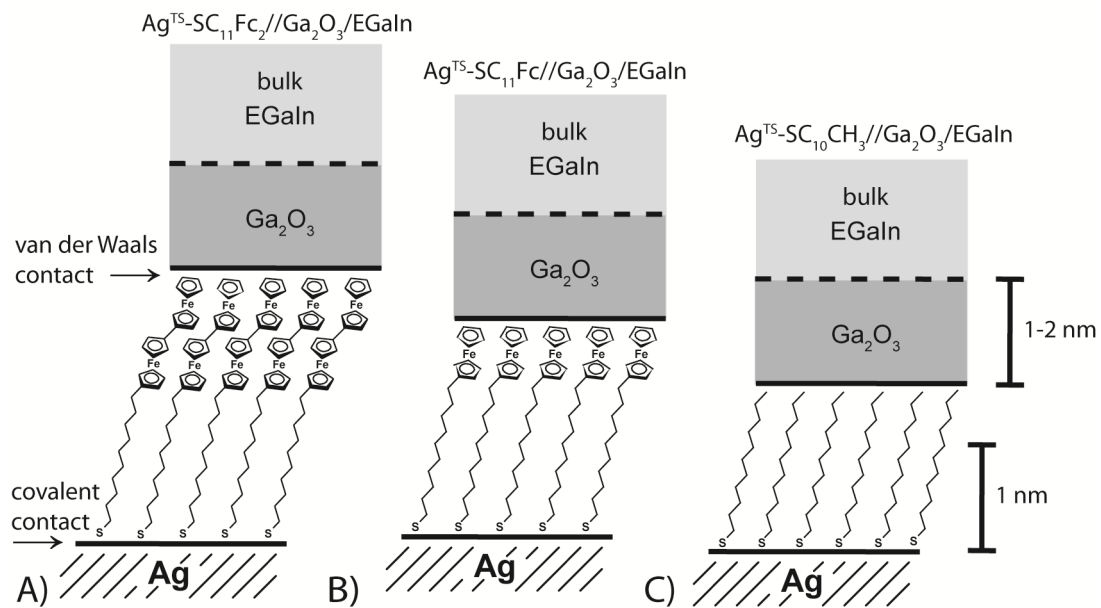 Ag^TS-SC₁₁Fc₂//Ga₂O₃/EGaIn
bulk
EGaIn
Ga₂O₃
van der Waals
contact
Fe Fe Fe Fe Fe
Fe Fe Fe Fe Fe
covalent
contact
S S S S S
Ag
A)
Ag^TS-SC₁₁Fc//Ga₂O₃/EGaIn
bulk
EGaIn
Ga₂O₃
Fe Fe Fe Fe Fe
S S S S S
Ag
B)
Ag^TS-SC₁₀CH₃//Ga₂O₃/EGaIn
bulk
EGaIn
Ga₂O₃
1-2 nm
1 nm
S S S S S S
Ag
C)